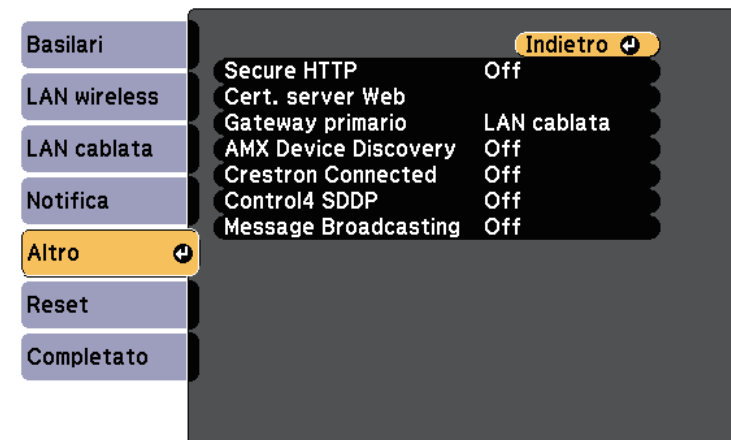 Basilari
LAN wireless
LAN cablata
Notifica
Altro
Reset
Completato
Indietro
Secure HTTP Off
Cert. server Web
Gateway primario LAN cablata
AMX Device Discovery Off
Crestron Connected Off
Control4 SDDP Off
Message Broadcasting Off